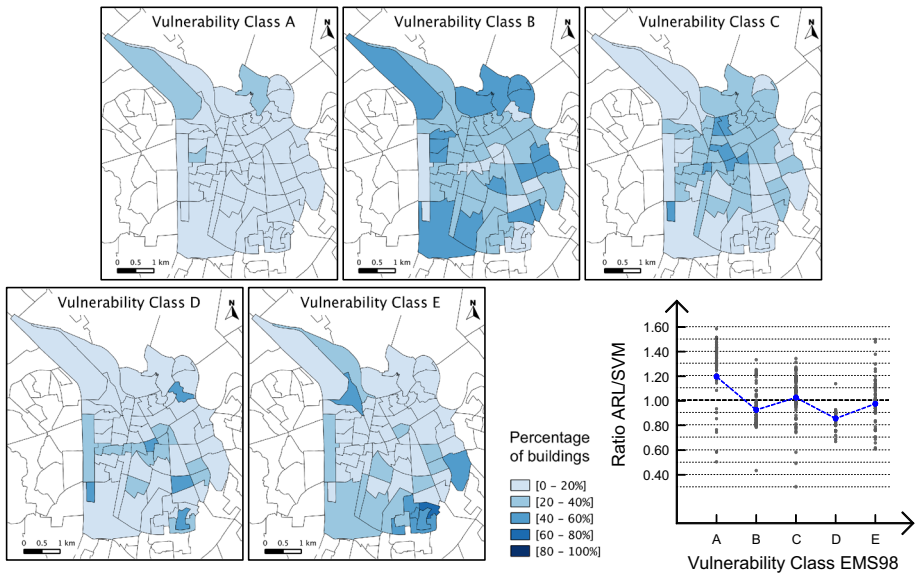 Vulnerability Class A
N
0 0.5 1 km
Vulnerability Class B
N
0 0.5 1 km
Vulnerability Class C
N
0 0.5 1 km
Vulnerability Class D
N
0 0.5 1 km
Vulnerability Class E
N
0 0.5 1 km
Percentage
of buildings
[0 – 20%]
[20 – 40%]
[40 – 60%]
[60 – 80%]
[80 – 100%]
Ratio ARL/SVM
1.60
1.40
1.20
1.00
0.80
0.60
0.40
A B C D E
Vulnerability Class EMS98